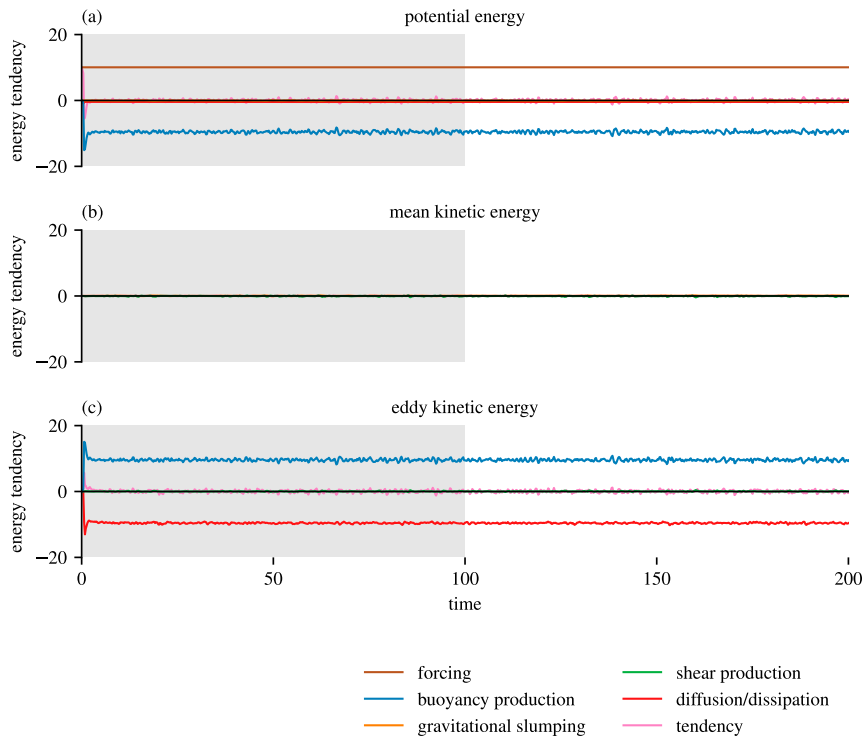 (a) potential energy
20
0
−20
energy tendency
(b) mean kinetic energy
20
0
−20
energy tendency
(c) eddy kinetic energy
20
0
−20
energy tendency
0 50 100 150 200
time
forcing shear production
buoyancy production diffusion/dissipation
gravitational slumping tendency